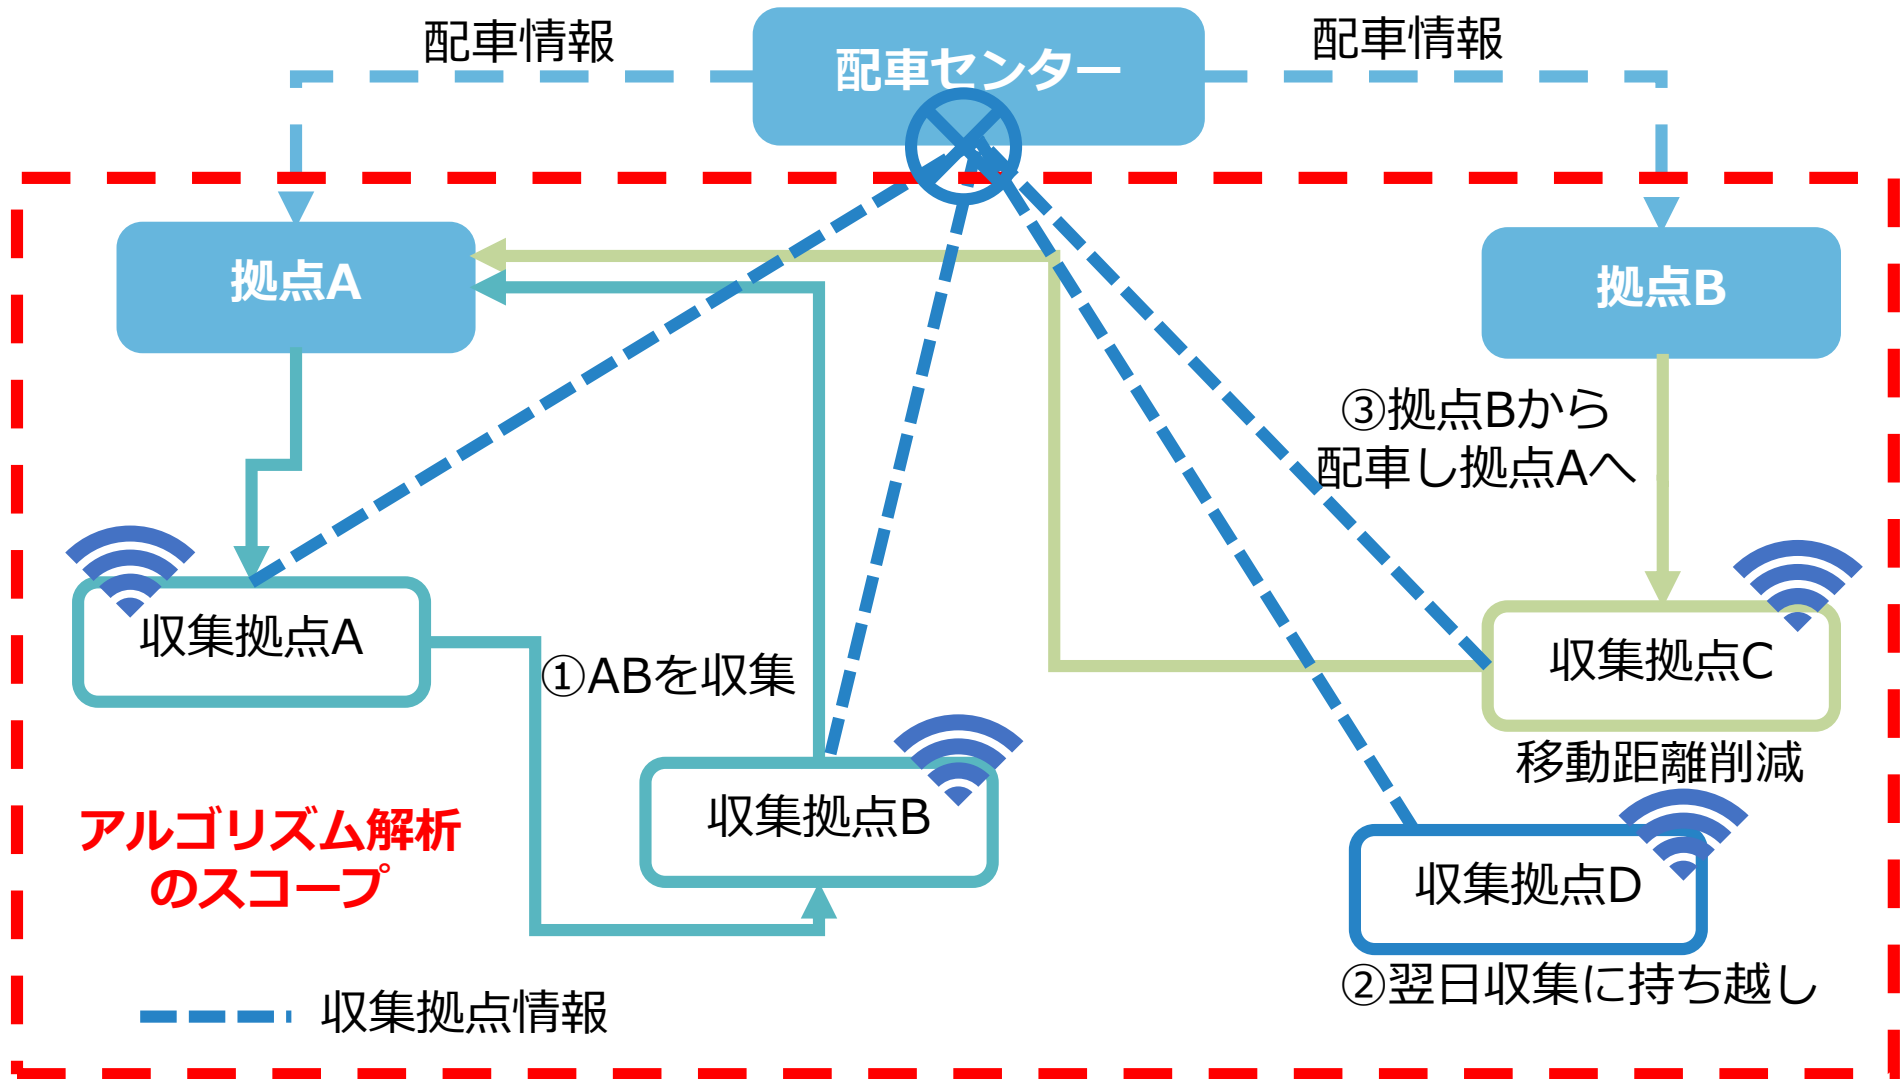 配車情報
配車センター
配車情報
拠点A
拠点B
③拠点Bから
配車し拠点Aへ
収集拠点A
①ABを収集
収集拠点C
移動距離削減
収集拠点B
アルゴリズム解析
のスコープ
収集拠点D
②翌日収集に持ち越し
収集拠点情報